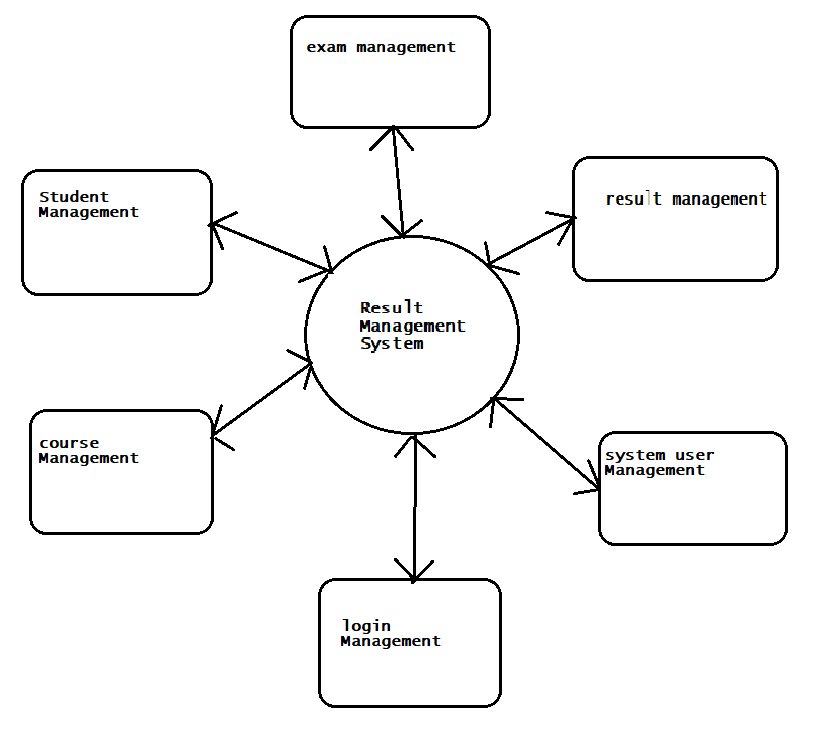 exam management
Student
Management
result management
Result
Management
System
course
Management
system user
Management
login
Management